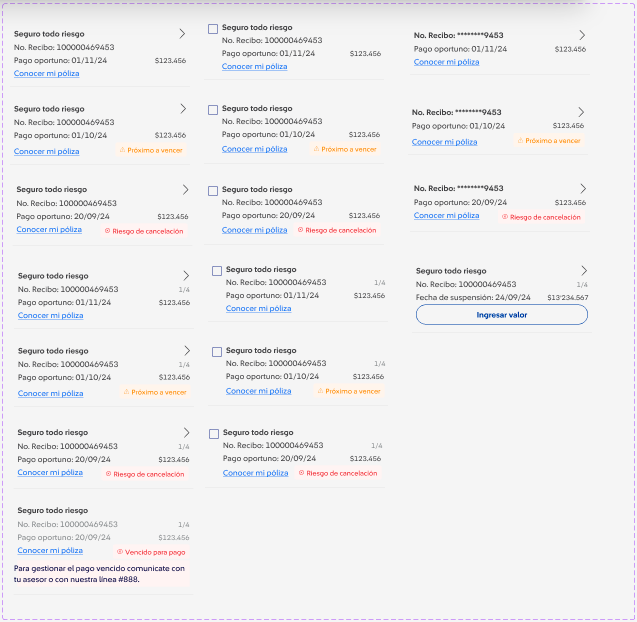 Seguro todo riesgo
No. Recibo: 100000469453
Pago oportuno: 01/11/24 $123.456
Conocer mi póliza
Seguro todo riesgo
No. Recibo: 100000469453
Pago oportuno: 01/10/24 $123.456
Conocer mi póliza Próximo a vencer
Seguro todo riesgo
No. Recibo: 100000469453
Pago oportuno: 20/09/24 $123.456
Conocer mi póliza Riesgo de cancelación
Seguro todo riesgo
No. Recibo: 100000469453 1/4
Pago oportuno: 01/11/24 $123.456
Conocer mi póliza
Seguro todo riesgo
No. Recibo: 100000469453 1/4
Pago oportuno: 01/10/24 $123.456
Conocer mi póliza Próximo a vencer
Seguro todo riesgo
No. Recibo: 100000469453 1/4
Pago oportuno: 20/09/24 $123.456
Conocer mi póliza Riesgo de cancelación
Seguro todo riesgo
No. Recibo: 100000469453 1/4
Pago oportuno: 20/09/24 $123.456
Conocer mi póliza Vencido para pago
Para gestionar el pago vencido comunicate con
tu asesor o con nuestra línea #888.
Seguro todo riesgo
No. Recibo: 100000469453
Pago oportuno: 01/11/24 $123.456
Conocer mi póliza
Seguro todo riesgo
No. Recibo: 100000469453
Pago oportuno: 01/10/24 $123.456
Conocer mi póliza Próximo a vencer
Seguro todo riesgo
No. Recibo: 100000469453
Pago oportuno: 20/09/24 $123.456
Conocer mi póliza Riesgo de cancelación
Seguro todo riesgo
No. Recibo: 100000469453 1/4
Pago oportuno: 01/11/24 $123.456
Conocer mi póliza
Seguro todo riesgo
No. Recibo: 100000469453 1/4
Pago oportuno: 01/10/24 $123.456
Conocer mi póliza Próximo a vencer
Seguro todo riesgo
No. Recibo: 100000469453 1/4
Pago oportuno: 20/09/24 $123.456
Conocer mi póliza Riesgo de cancelación
No. Recibo: ********9453
Pago oportuno: 01/11/24 $123.456
Conocer mi póliza
No. Recibo: ********9453
Pago oportuno: 01/10/24 $123.456
Conocer mi póliza Próximo a vencer
No. Recibo: ********9453
Pago oportuno: 20/09/24 $123.456
Conocer mi póliza Riesgo de cancelación
Seguro todo riesgo
No. Recibo: 100000469453 1/4
Fecha de suspensión: 24/09/24 $13'234.567
Ingresar valor